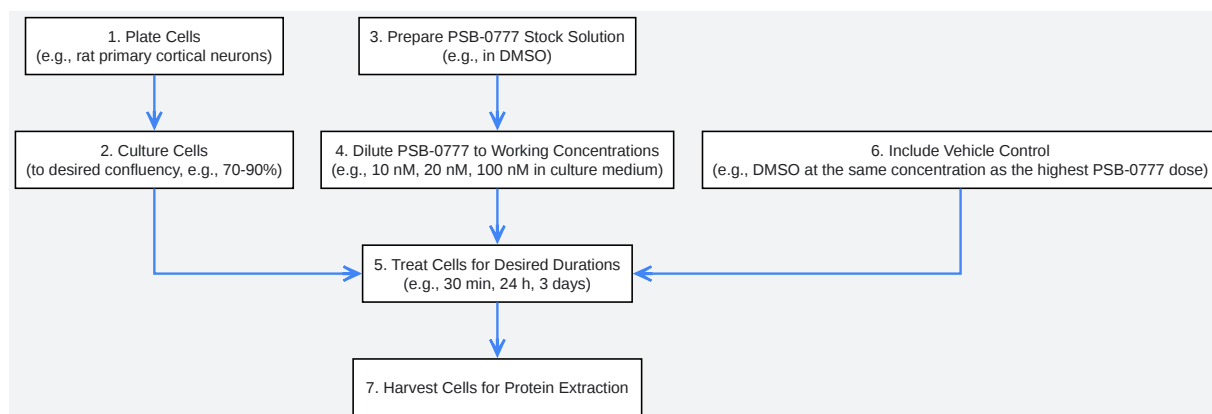 1. Plate Cells
(e.g., rat primary cortical neurons)
3. Prepare PSB-0777 Stock Solution
(e.g., in DMSO)
2. Culture Cells
(to desired confluency, e.g., 70-90%)
4. Dilute PSB-0777 to Working Concentrations
(e.g., 10 nM, 20 nM, 100 nM in culture medium)
6. Include Vehicle Control
(e.g., DMSO at the same concentration as the highest PSB-0777 dose)
5. Treat Cells for Desired Durations
(e.g., 30 min, 24 h, 3 days)
7. Harvest Cells for Protein Extraction